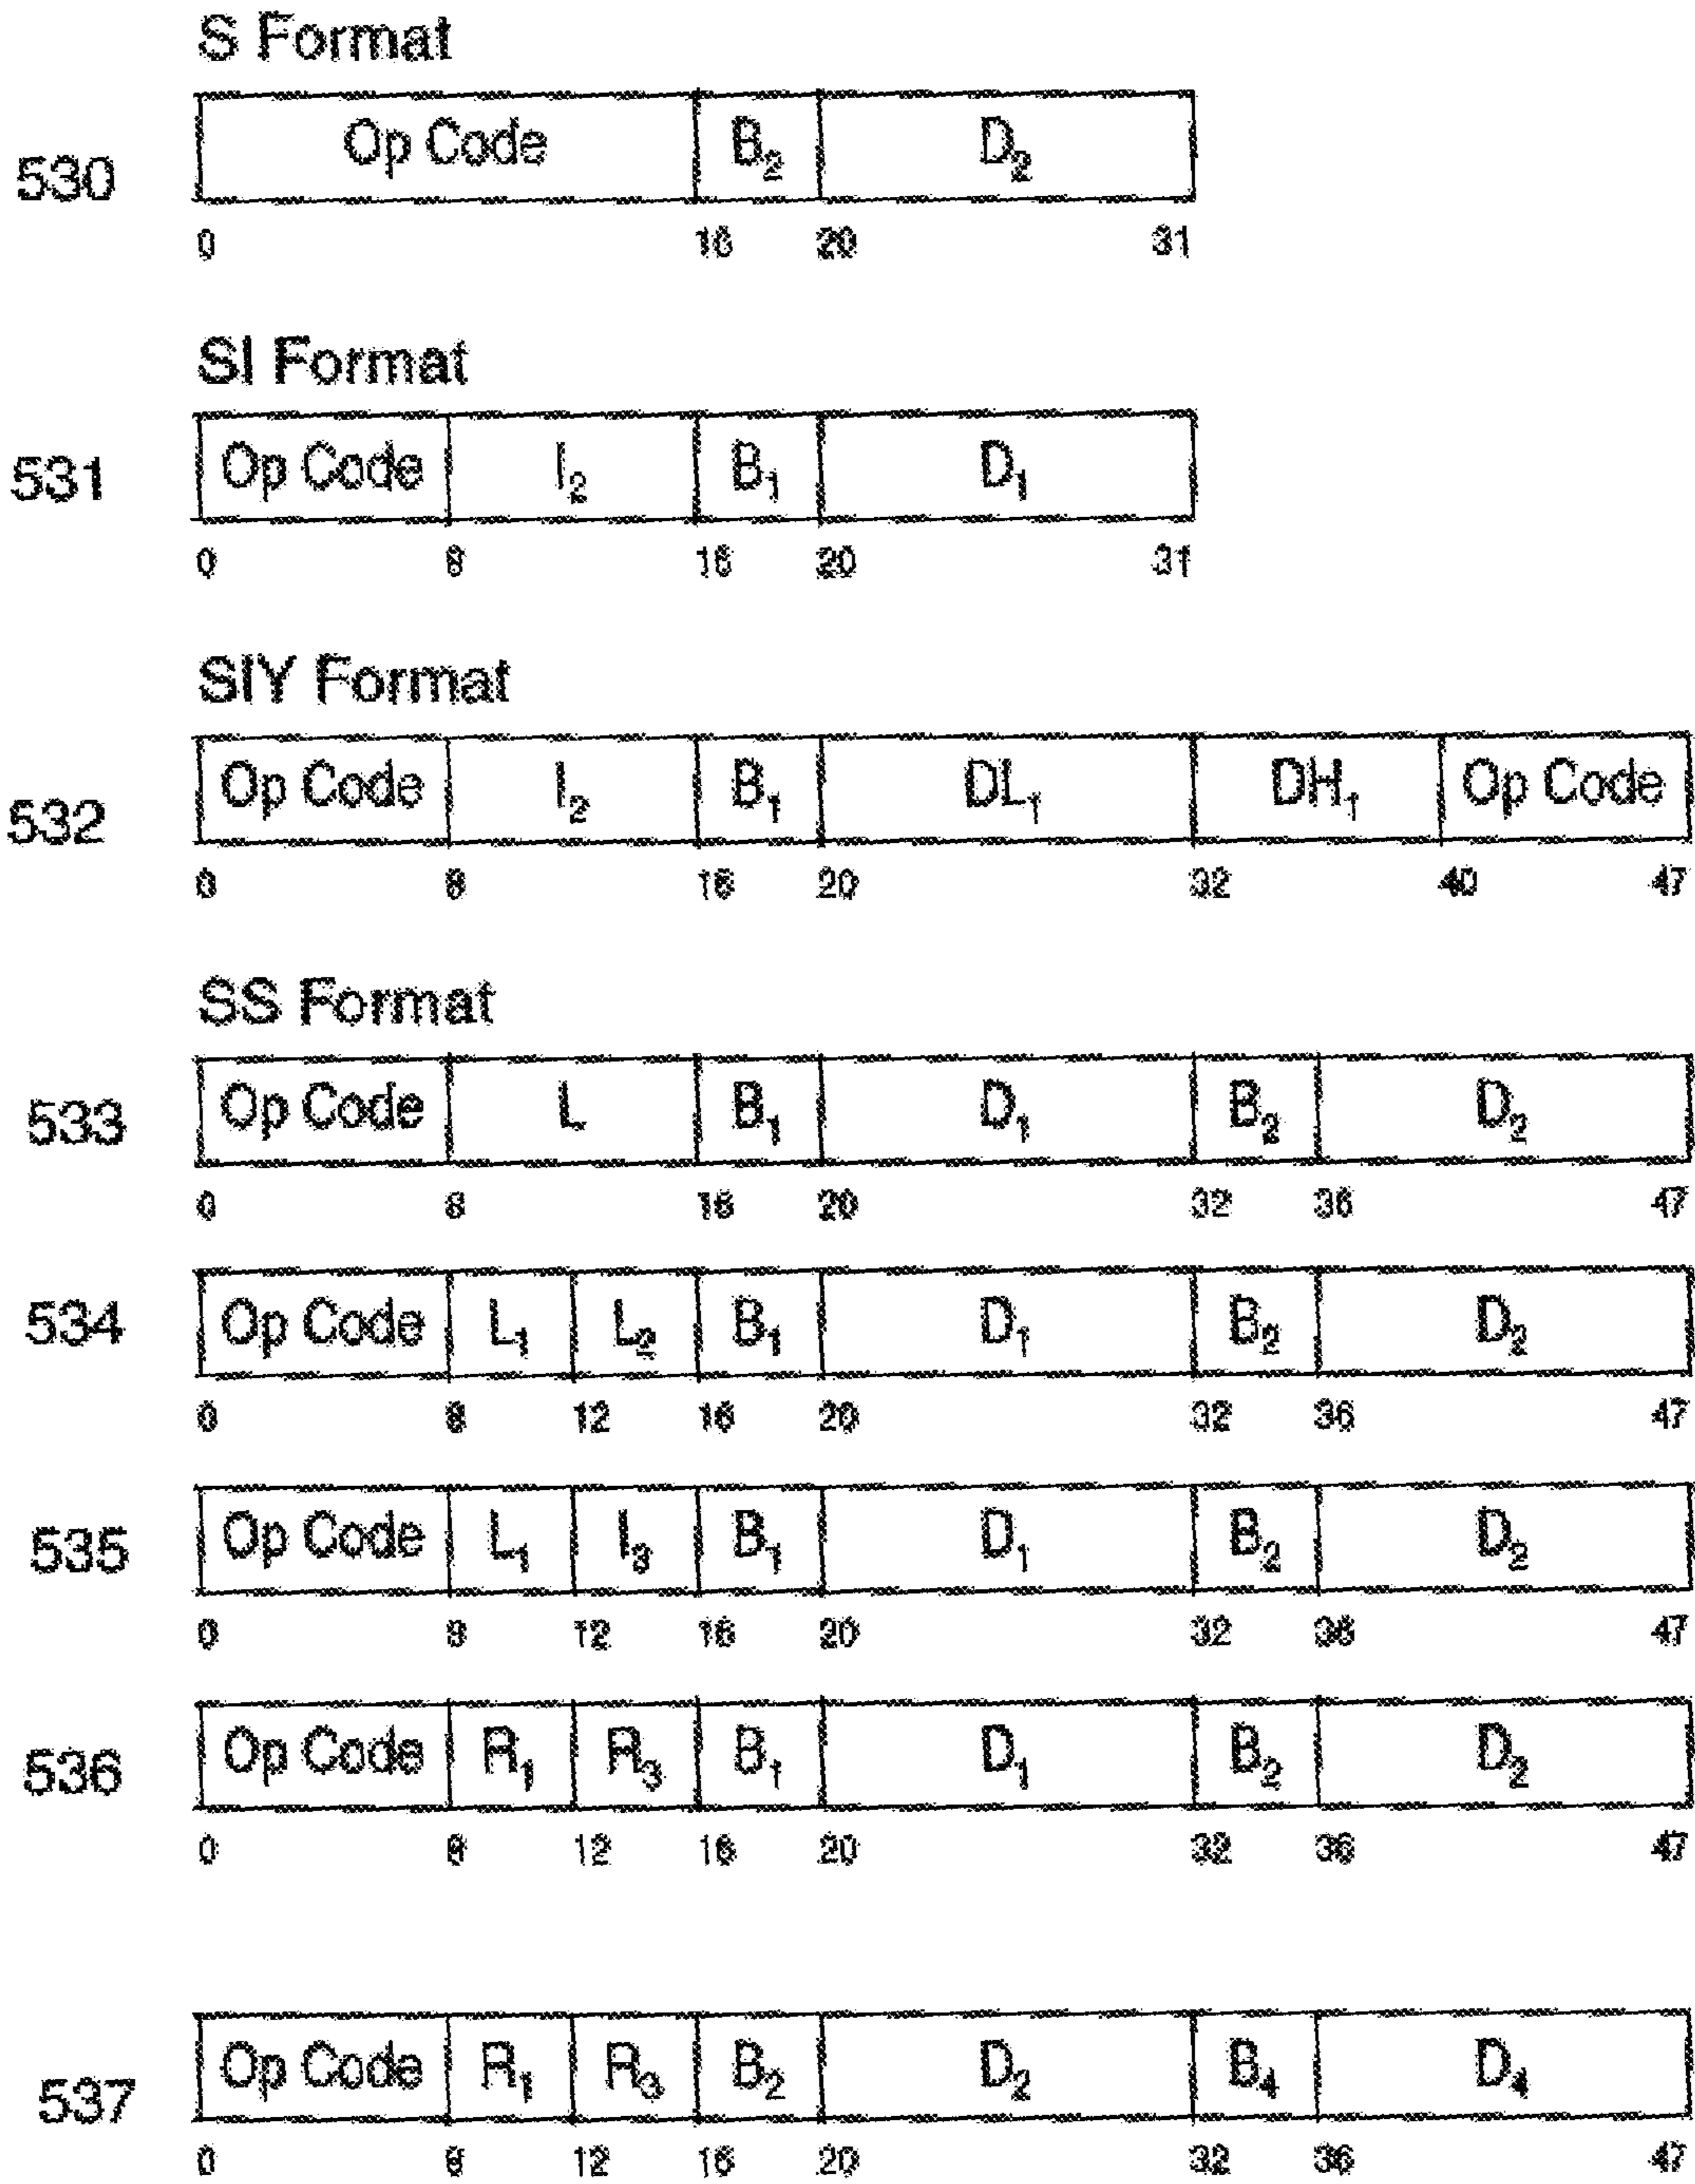 S Format
530 Op Code B₂ D₂
0 16 20 31
SI Format
531 Op Code I₂ B₁ D₁
0 8 16 20 31
SIY Format
532 Op Code I₂ B₁ DL₁ DH₁ Op Code
0 8 16 20 32 40 47
SS Format
533 Op Code L B₁ D₁ B₂ D₂
0 8 16 20 32 36 47
534 Op Code L₁ L₂ B₁ D₁ B₂ D₂
0 8 12 16 20 32 36 47
535 Op Code L₁ I₃ B₁ D₁ B₂ D₂
0 8 12 16 20 32 36 47
536 Op Code R₁ R₃ B₁ D₁ B₂ D₂
0 8 12 16 20 32 36 47
537 Op Code R₁ R₃ B₂ D₂ B₄ D₄
0 8 12 16 20 32 36 47